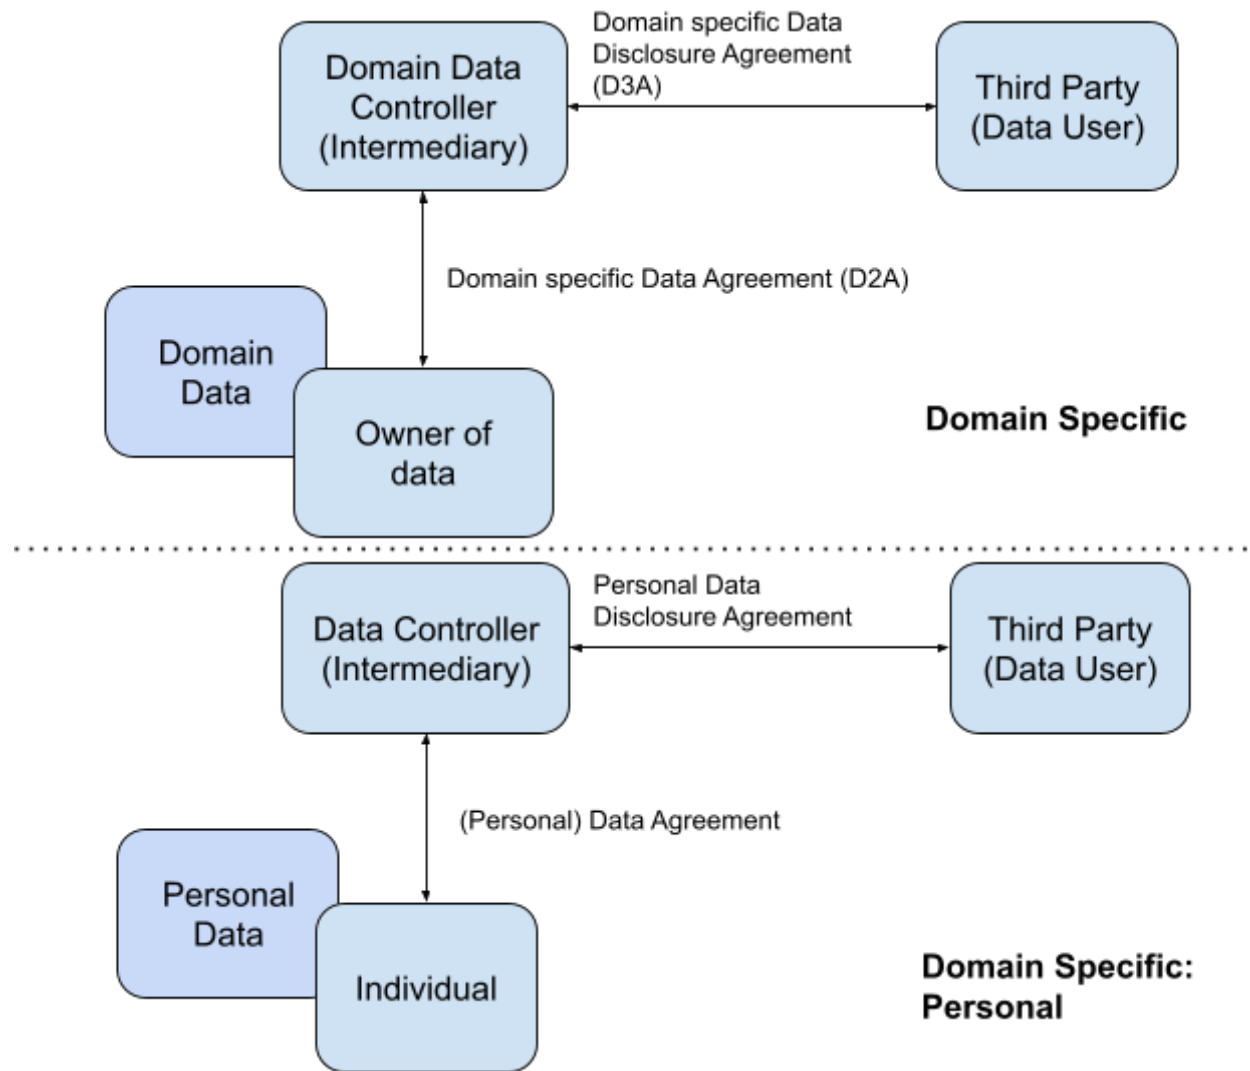 Domain specific Data
Disclosure Agreement
(D3A)
Domain Data
Controller
(Intermediary)
Third Party
(Data User)
Domain specific Data Agreement (D2A)
Domain
Data
Owner of
data
Domain Specific
Personal Data
Disclosure Agreement
Data Controller
(Intermediary)
Third Party
(Data User)
(Personal) Data Agreement
Personal
Data
Individual
Domain Specific:
Personal